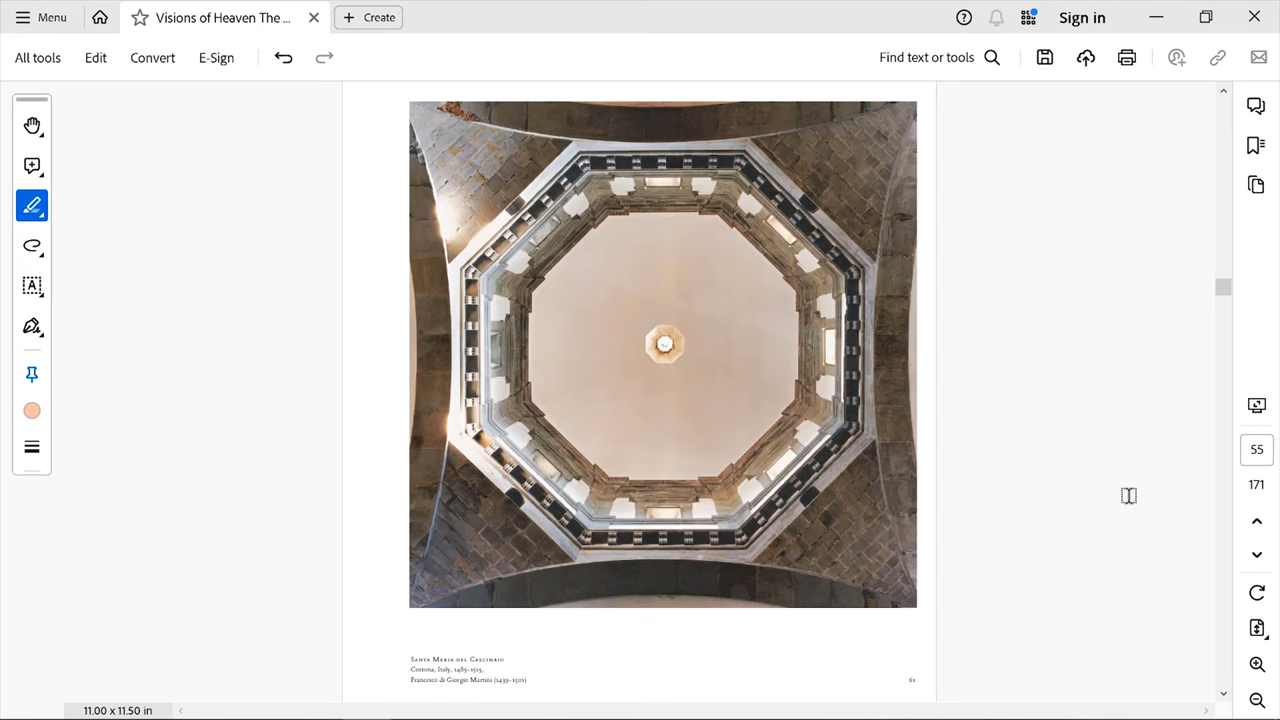 Menu
Visions of Heaven The ...
Create
Sign in
All tools
Edit
Convert
E-Sign
Find text or tools
A
55
171
SANTA MARIA DEL CALCINAIO
Cortona, Italy, 1485–1513,
Francesco di Giorgio Martini (1439–1501)
61
11.00 x 11.50 in